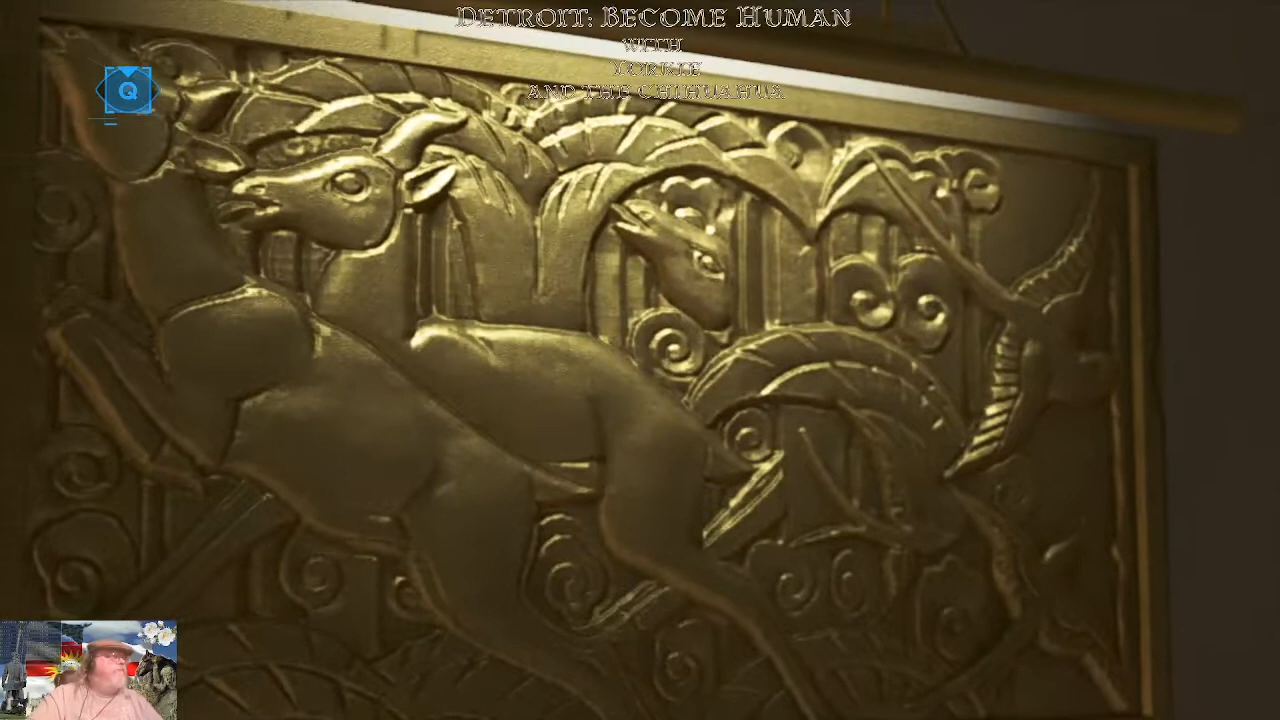 Detroit: Become Human
with
Yorkie
and the Chihuahua
Q